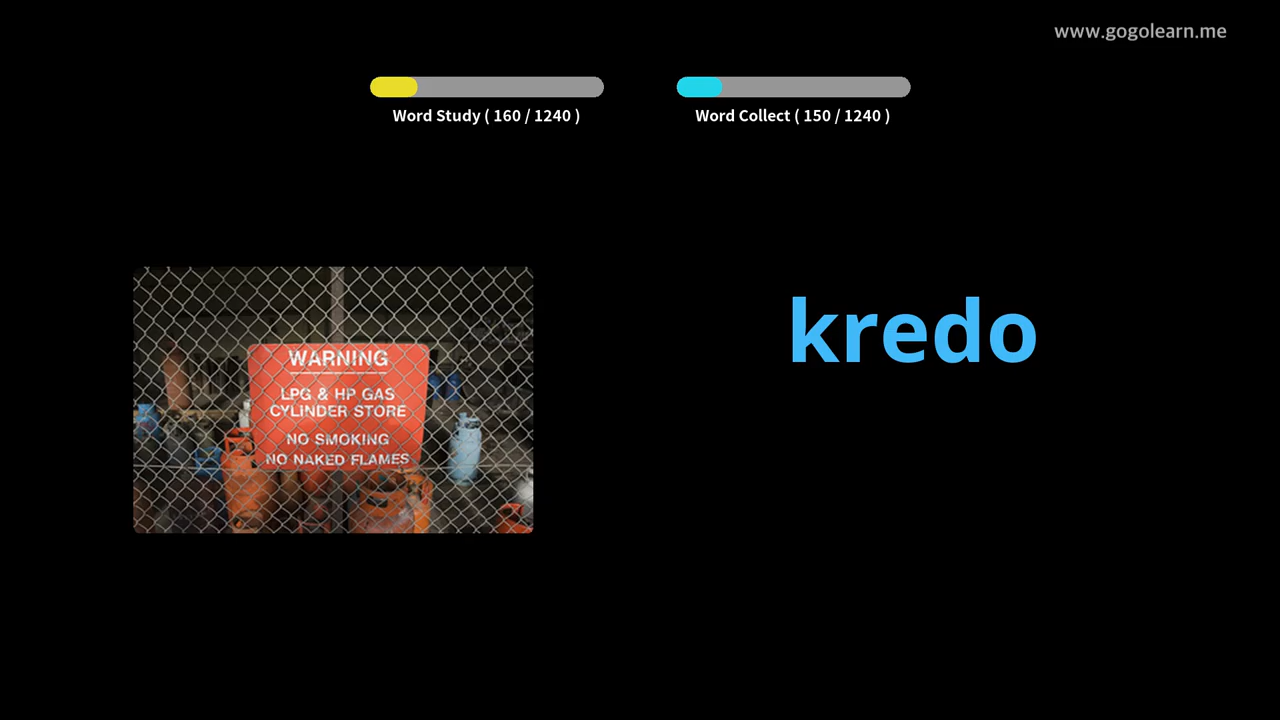 www.gogolearn.me
Word Study ( 160 / 1240 )
Word Collect ( 150 / 1240 )
kredo
WARNING
LPG & HP GAS
CYLINDER STORE
NO SMOKING
NO NAKED FLAMES